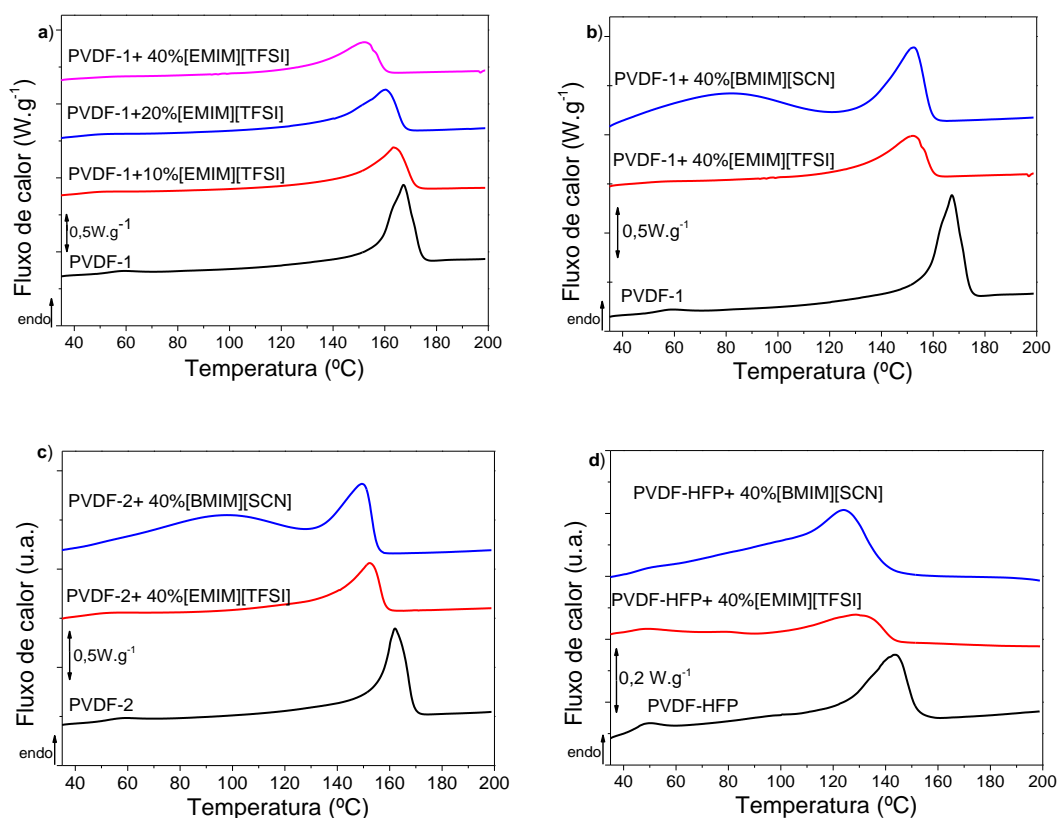 a)
PVDF-1+ 40%[EMIM][TFSI]
PVDF-1+20%[EMIM][TFSI]
PVDF-1+10%[EMIM][TFSI]
0,5W.g-1
PVDF-1
endo
Fluxo de calor (W.g-1)
40 60 80 100 120 140 160 180 200
Temperatura (ºC)
b)
PVDF-1+ 40%[BMIM][SCN]
PVDF-1+ 40%[EMIM][TFSI]
0,5W.g-1
PVDF-1
endo
Fluxo de calor (W.g-1)
40 60 80 100 120 140 160 180 200
Temperatura (ºC)
c)
PVDF-2+ 40%[BMIM][SCN]
PVDF-2+ 40%[EMIM][TFSI]
0,5W.g-1
PVDF-2
endo
Fluxo de calor (u.a.)
40 60 80 100 120 140 160 180 200
Temperatura (ºC)
d)
PVDF-HFP+ 40%[BMIM][SCN]
PVDF-HFP+ 40%[EMIM][TFSI]
0,2 W.g-1
PVDF-HFP
endo
Fluxo de calor (u.a.)
40 60 80 100 120 140 160 180 200
Temperatura (ºC)